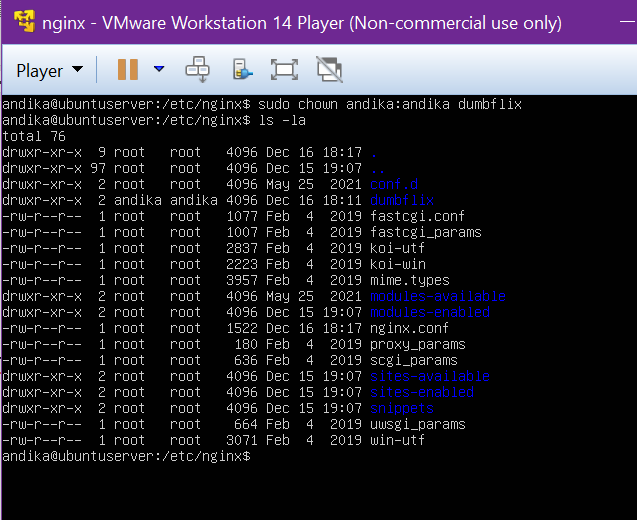 nginx - VMware Workstation 14 Player (Non-commercial use only)
Player
andika@ubuntuserver:/etc/nginx$ sudo chown andika:andika dumbflix
andika@ubuntuserver:/etc/nginx$ ls -la
total 76
drwxr-xr-x  9 root   root   4096 Dec 16 18:17 .
drwxr-xr-x 97 root   root   4096 Dec 15 19:07 ..
drwxr-xr-x  2 root   root   4096 May 25  2021 conf.d
drwxr-xr-x  2 andika andika 4096 Dec 16 18:11 dumbflix
-rw-r--r--  1 root   root   1077 Feb  4  2019 fastcgi.conf
-rw-r--r--  1 root   root   1007 Feb  4  2019 fastcgi_params
-rw-r--r--  1 root   root   2837 Feb  4  2019 koi-utf
-rw-r--r--  1 root   root   2223 Feb  4  2019 koi-win
-rw-r--r--  1 root   root   3957 Feb  4  2019 mime.types
drwxr-xr-x  2 root   root   4096 May 25  2021 modules-available
drwxr-xr-x  2 root   root   4096 Dec 15 19:07 modules-enabled
-rw-r--r--  1 root   root   1522 Dec 16 18:17 nginx.conf
-rw-r--r--  1 root   root    180 Feb  4  2019 proxy_params
-rw-r--r--  1 root   root    636 Feb  4  2019 scgi_params
drwxr-xr-x  2 root   root   4096 Dec 15 19:07 sites-available
drwxr-xr-x  2 root   root   4096 Dec 15 19:07 sites-enabled
drwxr-xr-x  2 root   root   4096 Dec 15 19:07 snippets
-rw-r--r--  1 root   root    664 Feb  4  2019 uwsgi_params
-rw-r--r--  1 root   root   3071 Feb  4  2019 win-utf
andika@ubuntuserver:/etc/nginx$